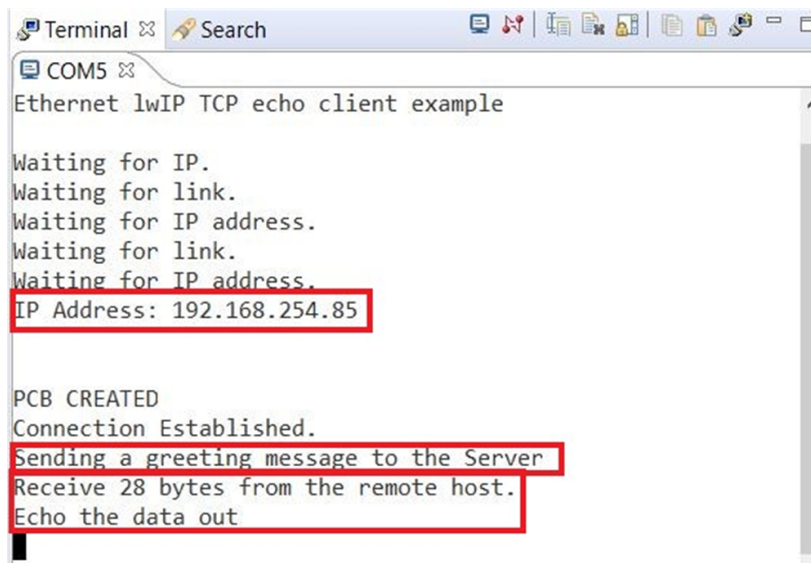 Terminal Search
COM5
Ethernet lwIP TCP echo client example
Waiting for IP.
Waiting for link.
Waiting for IP address.
Waiting for link.
Waiting for IP address.
IP Address: 192.168.254.85
PCB CREATED
Connection Established.
Sending a greeting message to the Server
Receive 28 bytes from the remote host.
Echo the data out